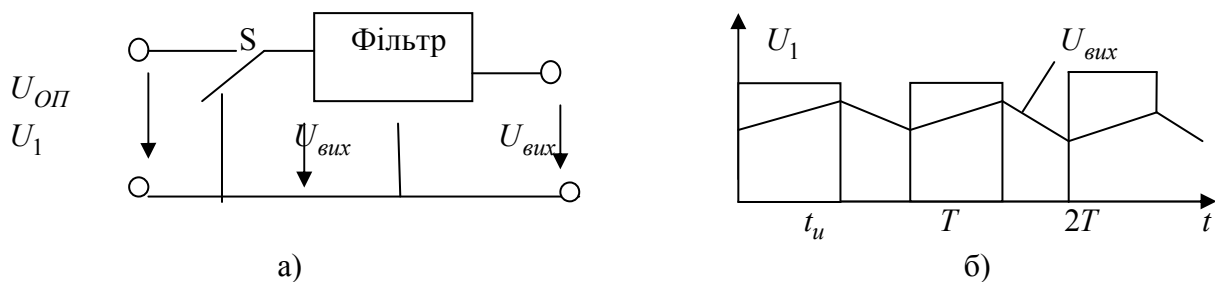 S
Фільтр
U_ОП
U_1
U_вих
U_вих
а)
U_1
U_вих
t_и
T
2T
t
б)